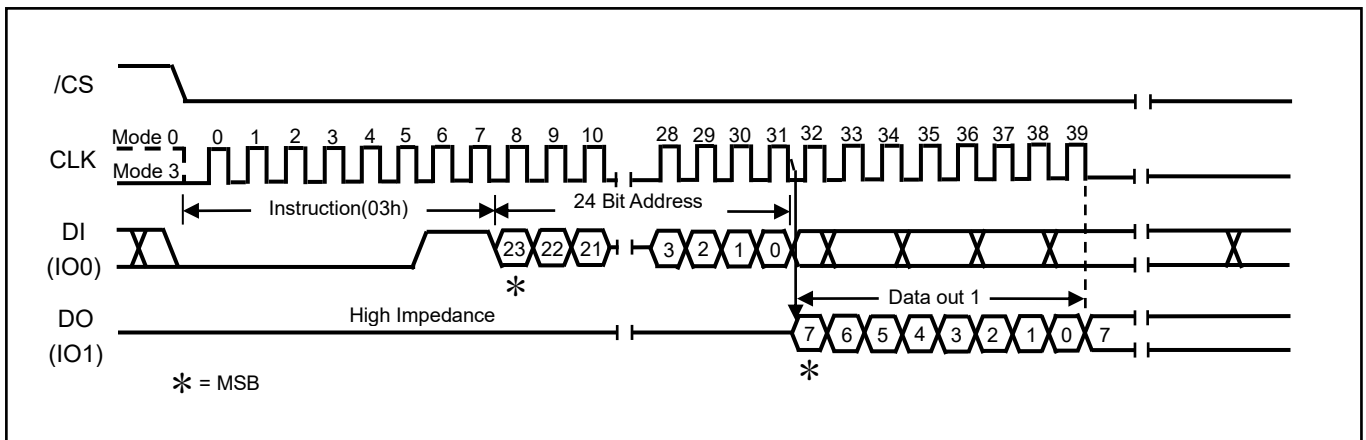 /CS
Mode 0 0 1 2 3 4 5 6 7 8 9 10 28 29 30 31 32 33 34 35 36 37 38 39
CLK
Mode 3
Instruction(03h) 24 Bit Address
DI
(IO0)
23 22 21 3 2 1 0
*
Data out 1
DO
(IO1)
High Impedance
7 6 5 4 3 2 1 0 7
*
* = MSB